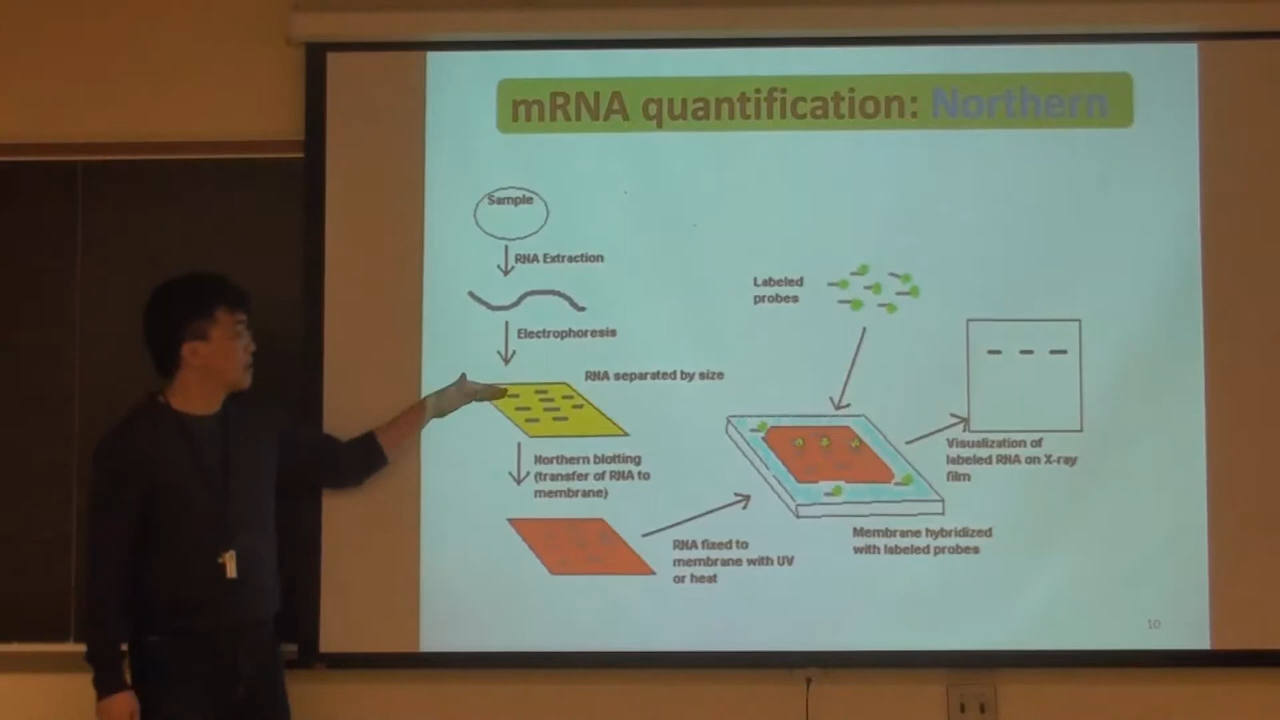 mRNA quantification: Northern
Sample
RNA Extraction
Electrophoresis
RNA separated by size
Northern blotting
(transfer of RNA to
membrane)
RNA fixed to
membrane with UV
or heat
Labeled
probes
Membrane hybridized
with labeled probes
Visualization of
labeled RNA on X-ray
film
10